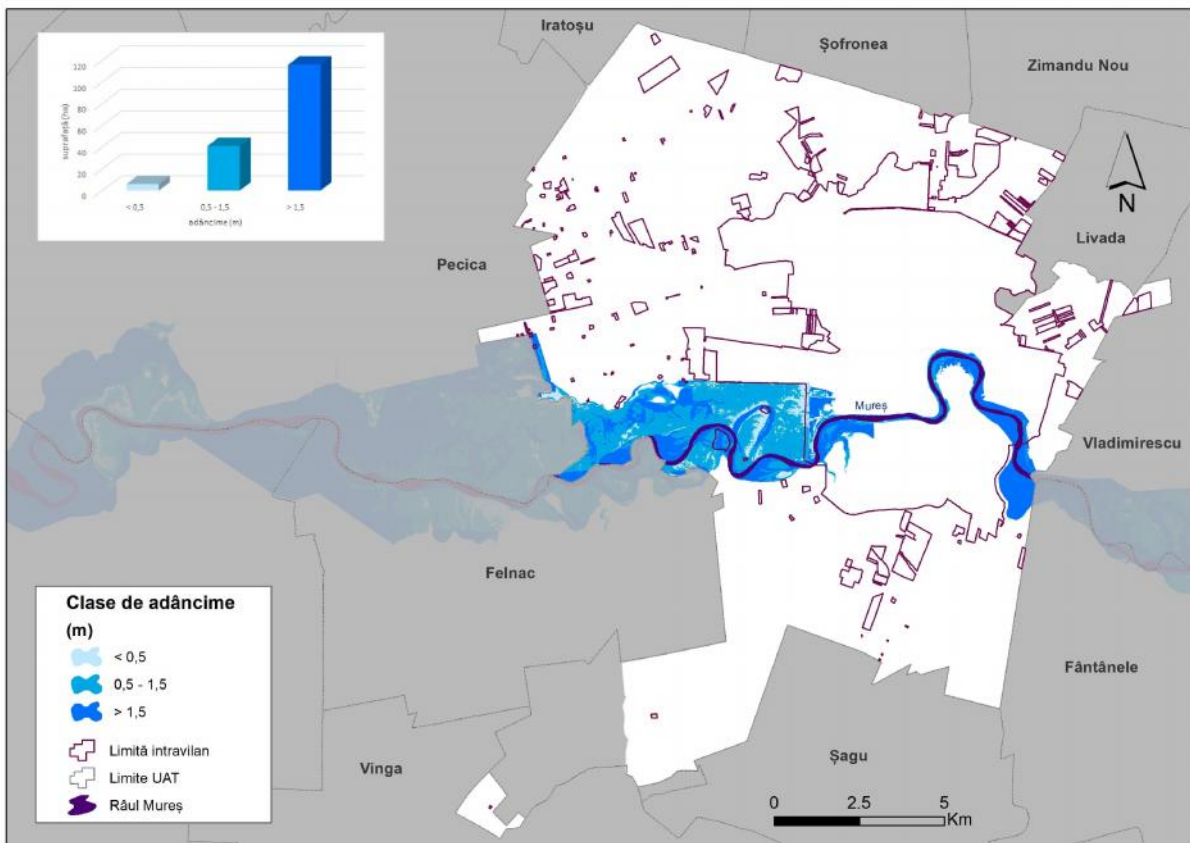 Iratoșu
Șofronea
Zimandu Nou
120
100
80
60
40
20
0
suprafață (ha)
< 0,5
0,5 - 1,5
> 1,5
adâncime (m)
N
Livada
Pecica
Mureș
Vladimirescu
Felnac
Fântânele
Vinga
Șagu
Clase de adâncime
(m)
< 0,5
0,5 - 1,5
> 1,5
Limită intravilan
Limite UAT
Râul Mureș
0 2.5 5
Km